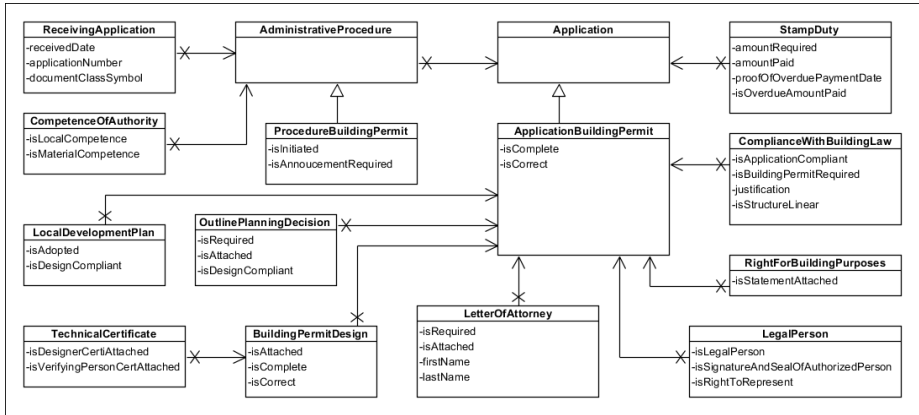 ReceivingApplication
-receivedDate
-applicationNumber
-documentClassSymbol
AdministrativeProcedure
Application
StampDuty
-amountRequired
-amountPaid
-proofOfOverduePaymentDate
-isOverdueAmountPaid
CompetenceOfAuthority
-isLocalCompetence
-isMaterialCompetence
ProcedureBuildingPermit
-isInitiated
-isAnnoucementRequired
ApplicationBuildingPermit
-isComplete
-isCorrect
ComplianceWithBuildingLaw
-isApplicationCompliant
-isBuildingPermitRequired
-justification
-isStructureLinear
LocalDevelopmentPlan
-isAdopted
-isDesignCompliant
OutlinePlanningDecision
-isRequired
-isAttached
-isDesignCompliant
RightForBuildingPurposes
-isStatementAttached
TechnicalCertificate
-isDesignerCertiAttached
-isVerifyingPersonCertAttached
BuildingPermitDesign
-isAttached
-isComplete
-isCorrect
LetterOfAttorney
-isRequired
-isAttached
-firstName
-lastName
LegalPerson
-isLegalPerson
-isSignatureAndSealOfAuthorizedPerson
-isRightToRepresent